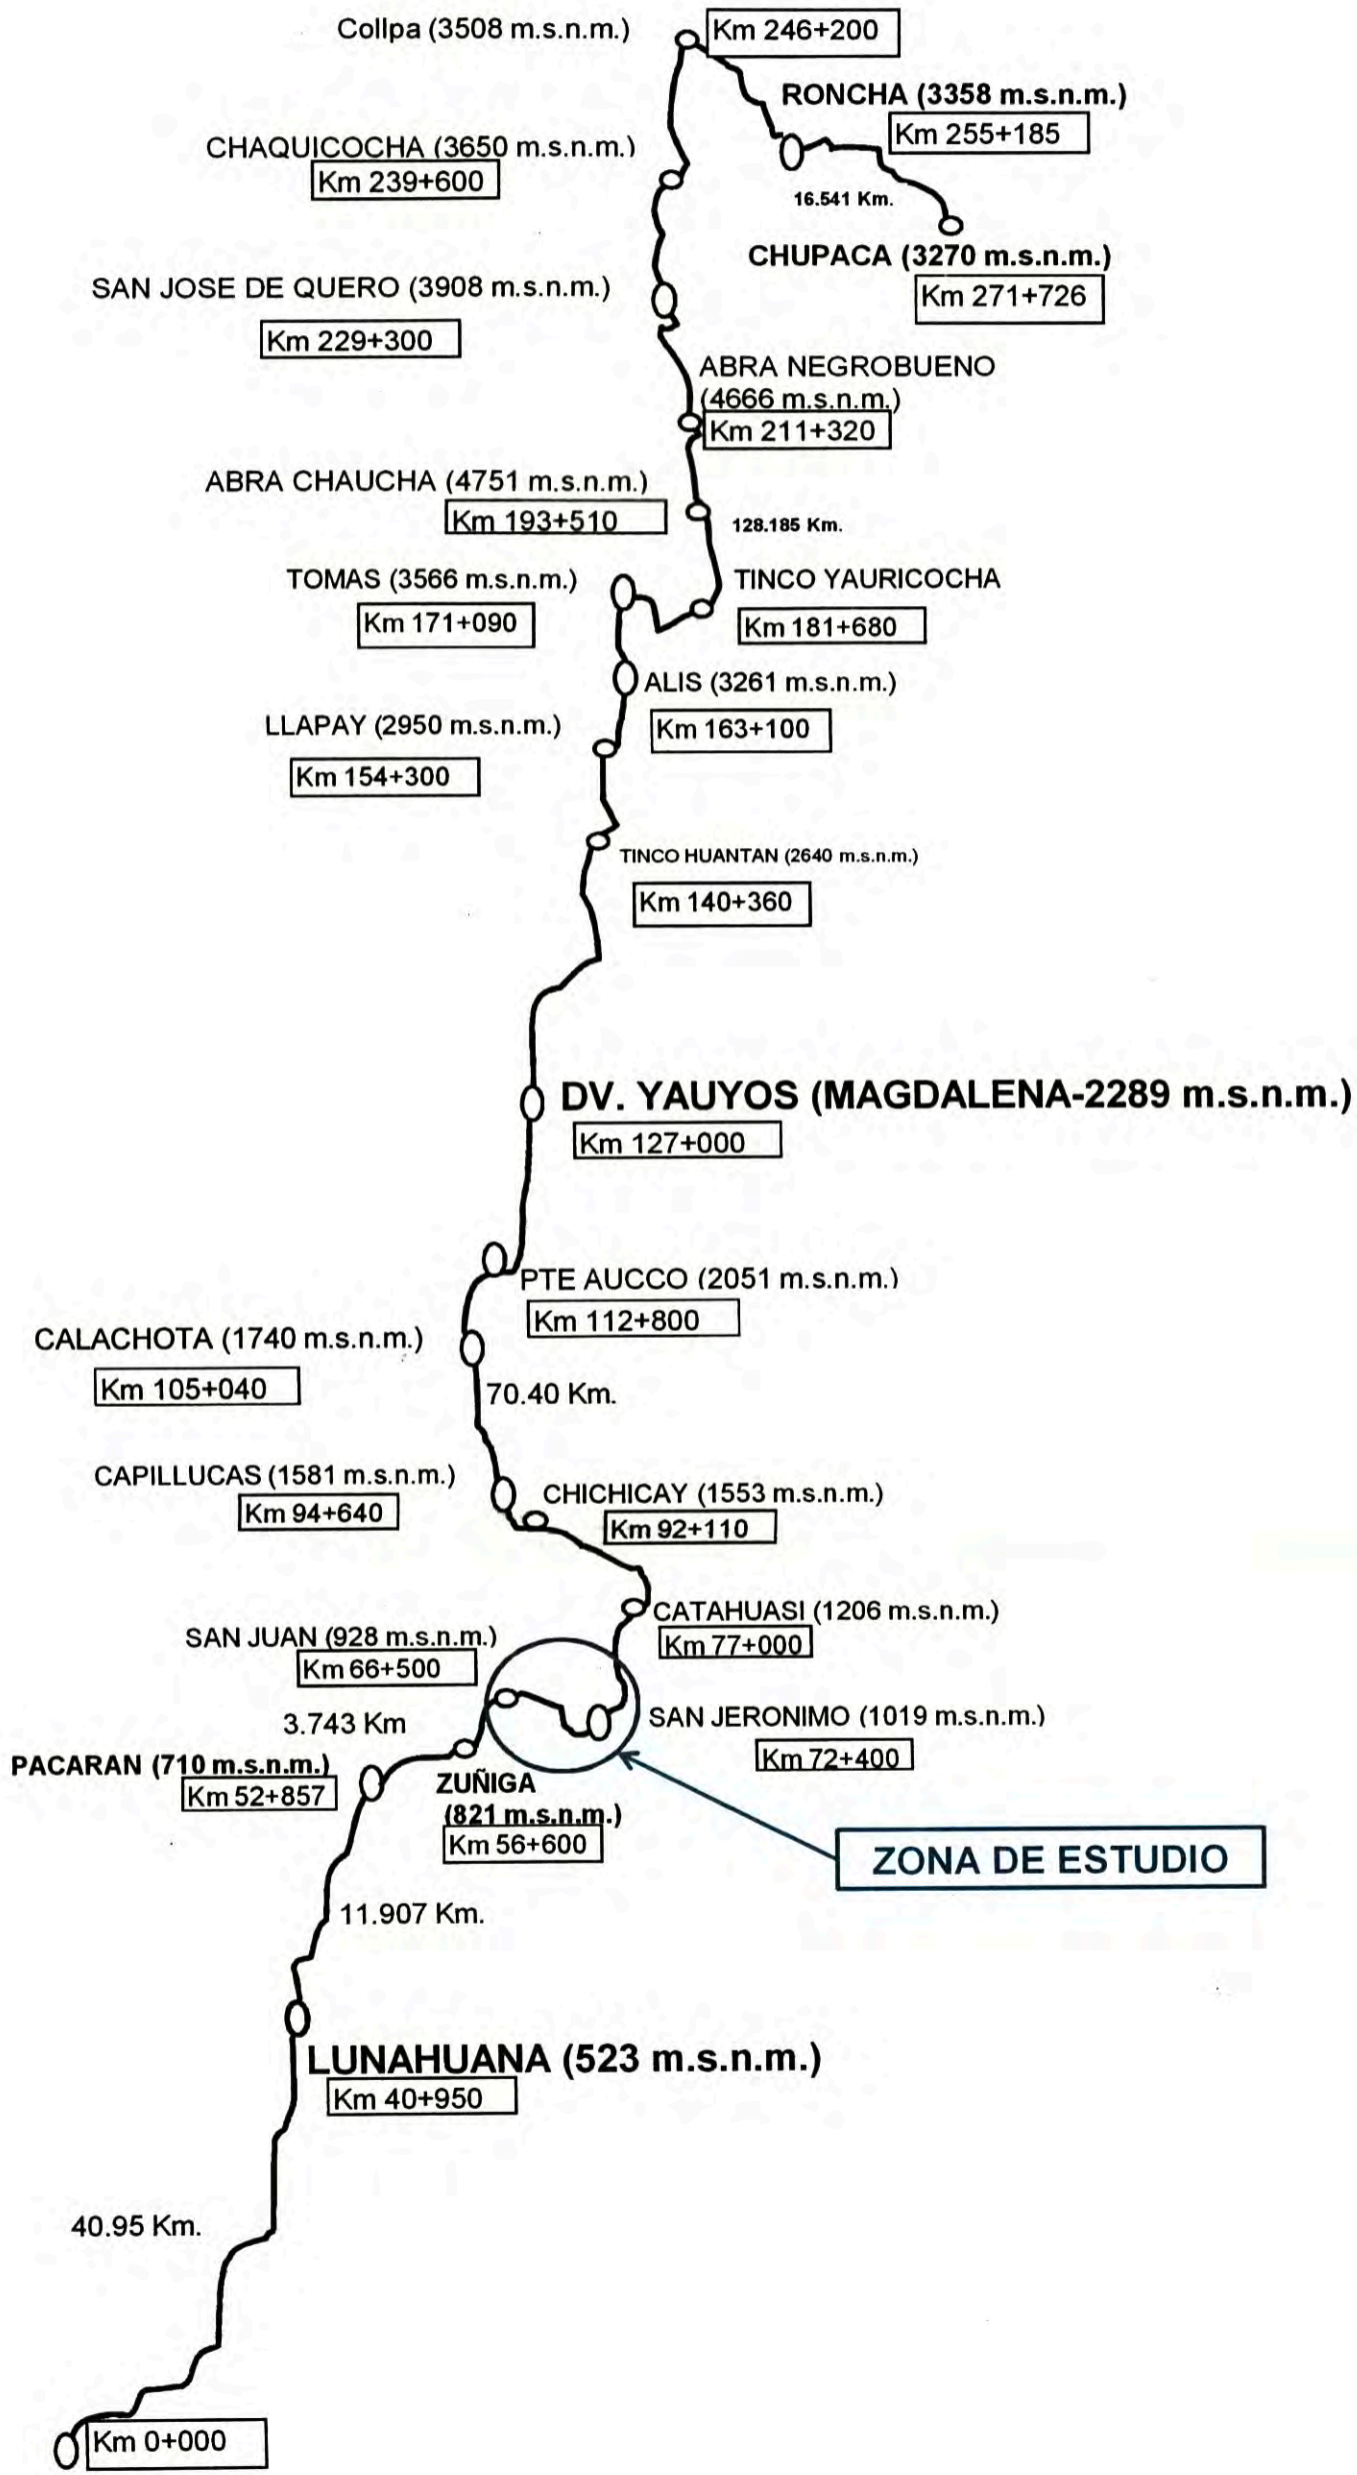 Collpa (3508 m.s.n.m.)
Km 246+200
RONCHA (3358 m.s.n.m.)
Km 255+185
CHAQUICOCHA (3650 m.s.n.m.)
Km 239+600
16.541 Km.
CHUPACA (3270 m.s.n.m.)
Km 271+726
SAN JOSE DE QUERO (3908 m.s.n.m.)
Km 229+300
ABRA NEGROBUENO
(4666 m.s.n.m.)
Km 211+320
ABRA CHAUCHA (4751 m.s.n.m.)
Km 193+510
128.185 Km.
TOMAS (3566 m.s.n.m.)
Km 171+090
TINCO YAURICOCHA
Km 181+680
ALIS (3261 m.s.n.m.)
Km 163+100
LLAPAY (2950 m.s.n.m.)
Km 154+300
TINCO HUANTAN (2640 m.s.n.m.)
Km 140+360
DV. YAUYOS (MAGDALENA-2289 m.s.n.m.)
Km 127+000
PTE AUCCO (2051 m.s.n.m.)
Km 112+800
CALACHOTA (1740 m.s.n.m.)
Km 105+040
70.40 Km.
CAPILLUCAS (1581 m.s.n.m.)
Km 94+640
CHICHICAY (1553 m.s.n.m.)
Km 92+110
CATAHUASI (1206 m.s.n.m.)
Km 77+000
SAN JUAN (928 m.s.n.m.)
Km 66+500
SAN JERONIMO (1019 m.s.n.m.)
Km 72+400
3.743 Km
PACARAN (710 m.s.n.m.)
Km 52+857
ZUÑIGA
(821 m.s.n.m.)
Km 56+600
ZONA DE ESTUDIO
11.907 Km.
LUNAHUANA (523 m.s.n.m.)
Km 40+950
40.95 Km.
Km 0+000